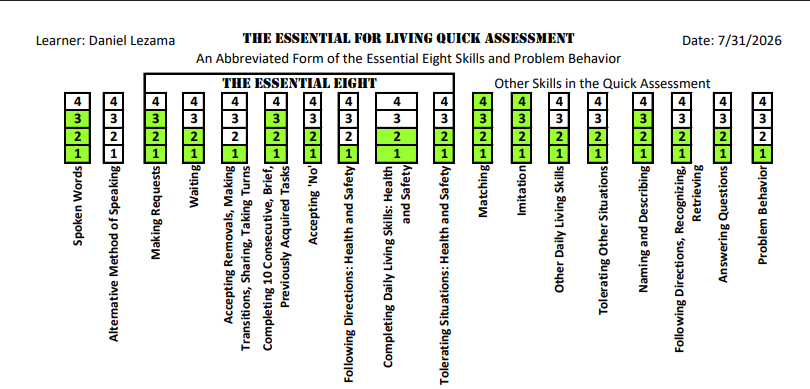 Learner: Daniel Lezama THE ESSENTIAL FOR LIVING QUICK ASSESSMENT Date: 7/31/2026
An Abbreviated Form of the Essential Eight Skills and Problem Behavior
THE ESSENTIAL EIGHT Other Skills in the Quick Assessment
4 4 4 4 4 4 4 4 4 4 4 4 4 4 4 4 4 4
3 3 3 3 3 3 3 3 3 3 3 3 3 3 3 3 3 3
2 2 2 2 2 2 2 2 2 2 2 2 2 2 2 2 2 2
1 1 1 1 1 1 1 1 1 1 1 1 1 1 1 1 1 1
Spoken Words
Alternative Method of Speaking
Making Requests
Waiting
Accepting Removals, Making
Transitions, Sharing, Taking Turns
Completing 10 Consecutive, Brief,
Previously Acquired Tasks
Accepting 'No'
Following Directions: Health and Safety
Completing Daily Living Skills: Health
and Safety
Tolerating Situations: Health and Safety
Matching
Imitation
Other Daily Living Skills
Tolerating Other Situations
Naming and Describing
Following Directions, Recognizing,
Retrieving
Answering Questions
Problem Behavior